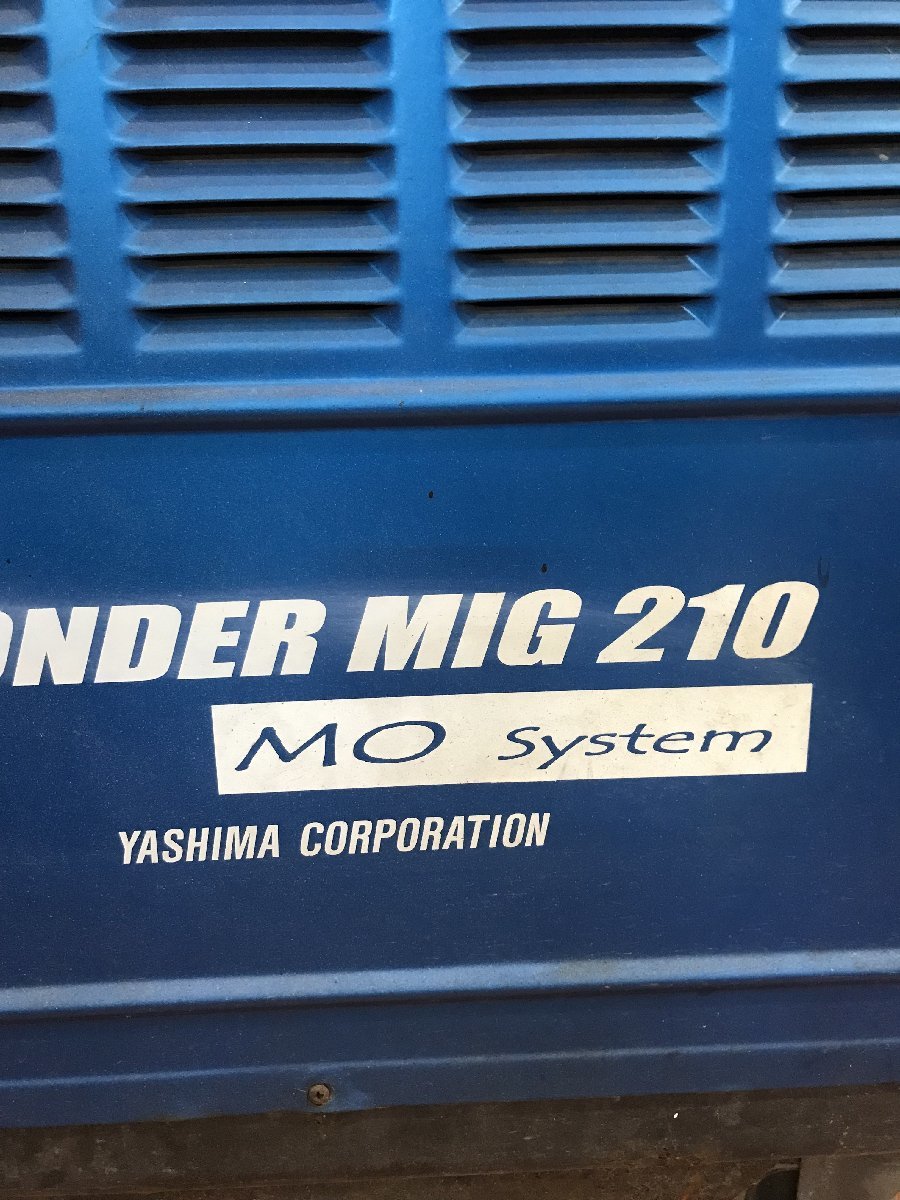 ONDER MIG 210
MO System
YASHIMA CORPORATION